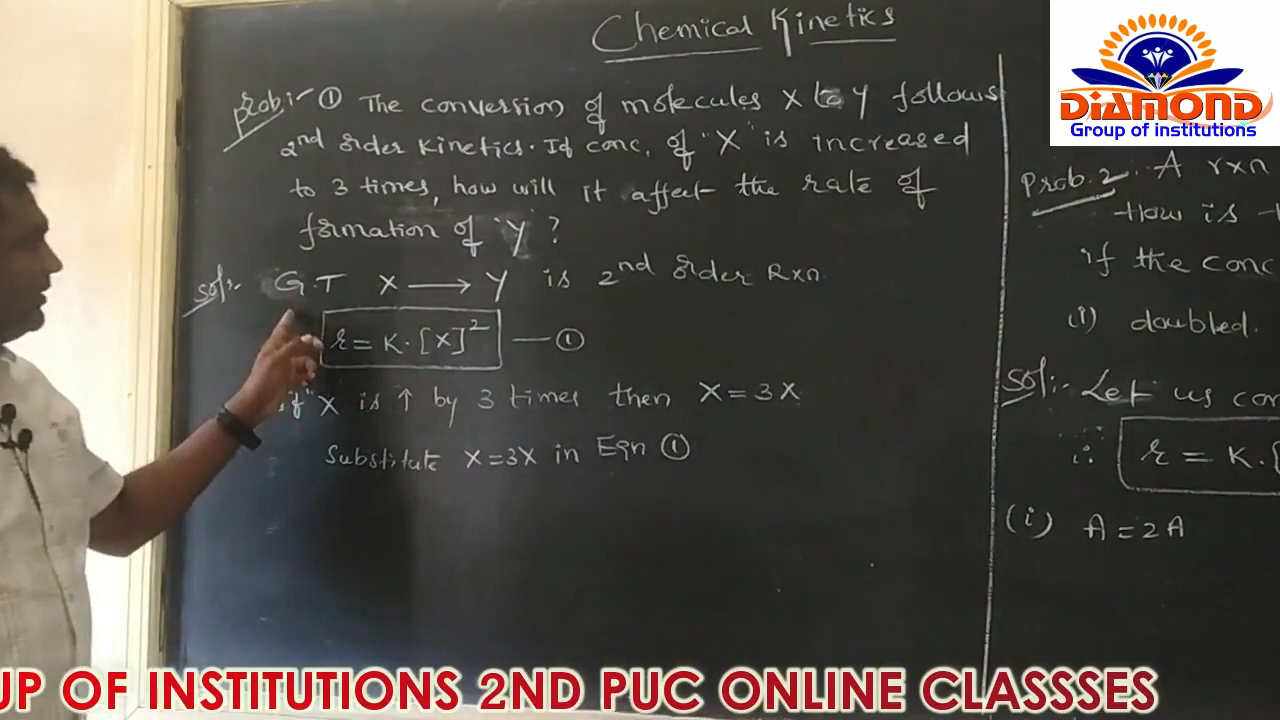 Chemical Kinetics
Prob:- ① The conversion of molecules X to Y follows
2nd order kinetics. If conc. of "X" is increased
to 3 times, how will it affect the rate of
formation of Y ?
Sol:- G.T X → Y is 2nd order Rxn
r = K·[X]² — ①
if "X is ↑ by 3 times then X = 3X
Substitute X=3X in Eqn ①
Prob. 2 A rxn
How is
if the conc
(i) doubled.
Sol:- Let us con
∴ r = K.[
(i) A = 2A
DIAMOND
Group of institutions
UP OF INSTITUTIONS 2ND PUC ONLINE CLASSSES